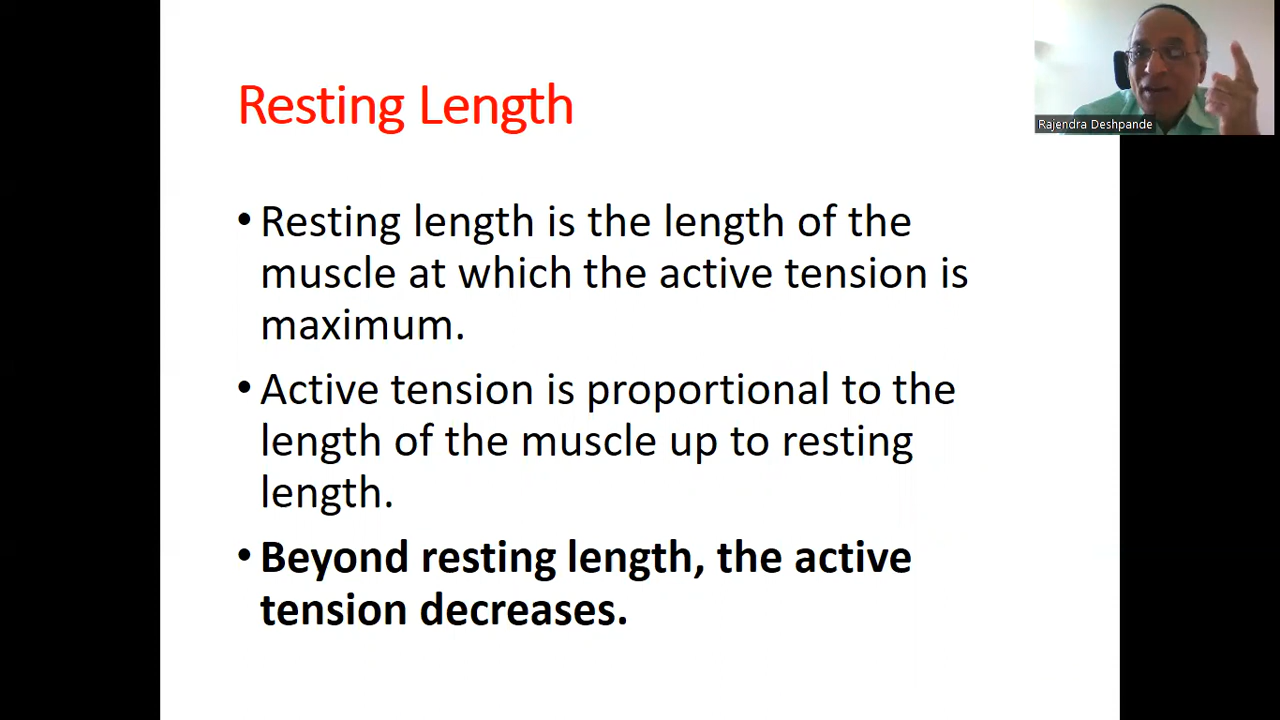 Resting Length
Rajendra Deshpande
• Resting length is the length of the
muscle at which the active tension is
maximum.
• Active tension is proportional to the
length of the muscle up to resting
length.
• Beyond resting length, the active
tension decreases.